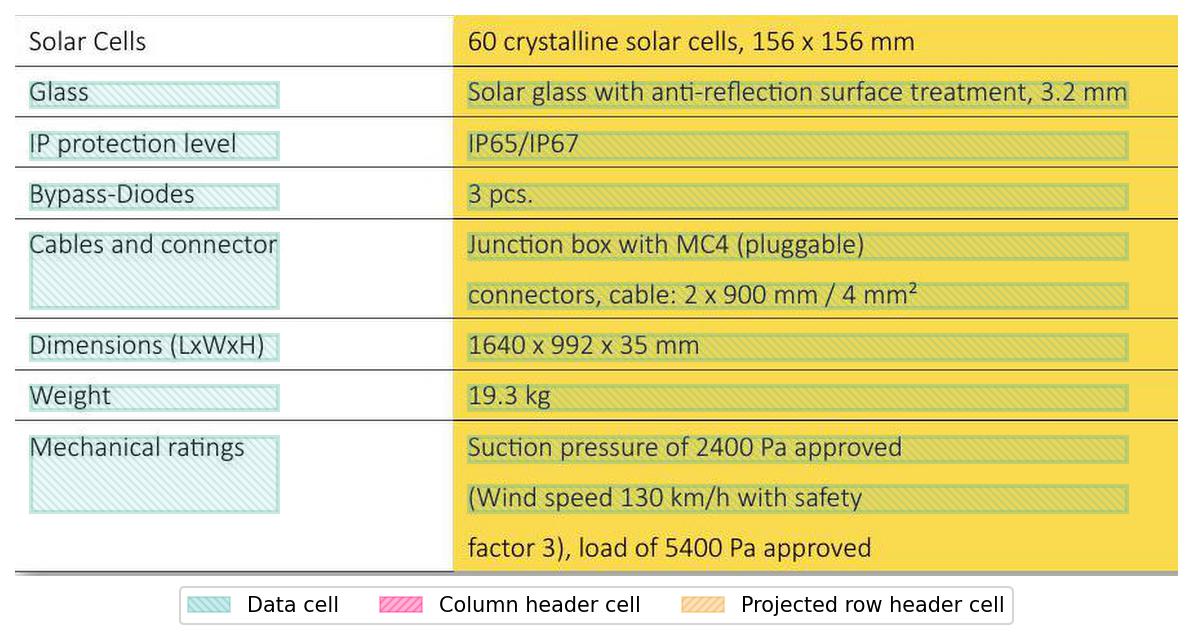 Solar Cells 60 crystalline solar cells, 156 x 156 mm
Glass Solar glass with anti-reflection surface treatment, 3.2 mm
IP protection level IP65/IP67
Bypass-Diodes 3 pcs.
Cables and connector Junction box with MC4 (pluggable)
connectors, cable: 2 x 900 mm / 4 mm²
Dimensions (LxWxH) 1640 x 992 x 35 mm
Weight 19.3 kg
Mechanical ratings Suction pressure of 2400 Pa approved
(Wind speed 130 km/h with safety
factor 3), load of 5400 Pa approved
Data cell Column header cell Projected row header cell